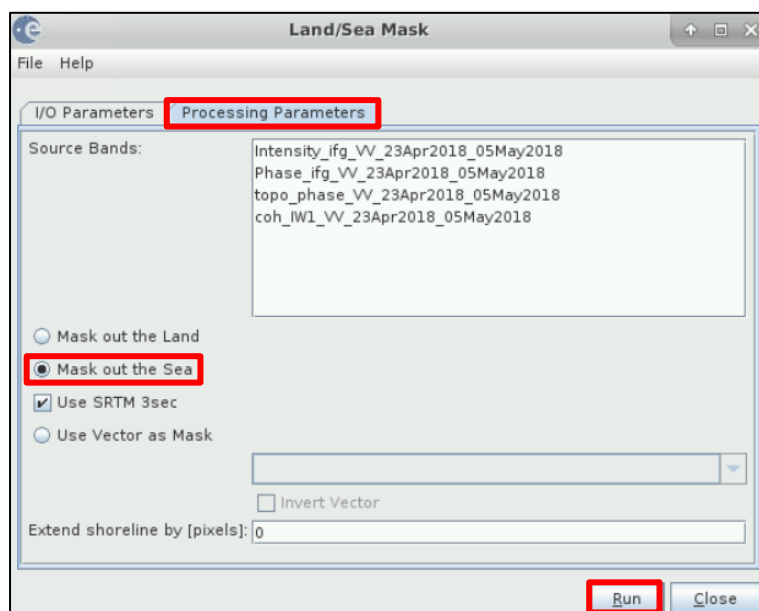 Land/Sea Mask
File Help
I/O Parameters Processing Parameters
Source Bands:
Intensity_ifg_VV_23Apr2018_05May2018
Phase_ifg_VV_23Apr2018_05May2018
topo_phase_VV_23Apr2018_05May2018
coh_IW1_VV_23Apr2018_05May2018
Mask out the Land
Mask out the Sea
Use SRTM 3sec
Use Vector as Mask
Invert Vector
Extend shoreline by [pixels]: 0
Run Close